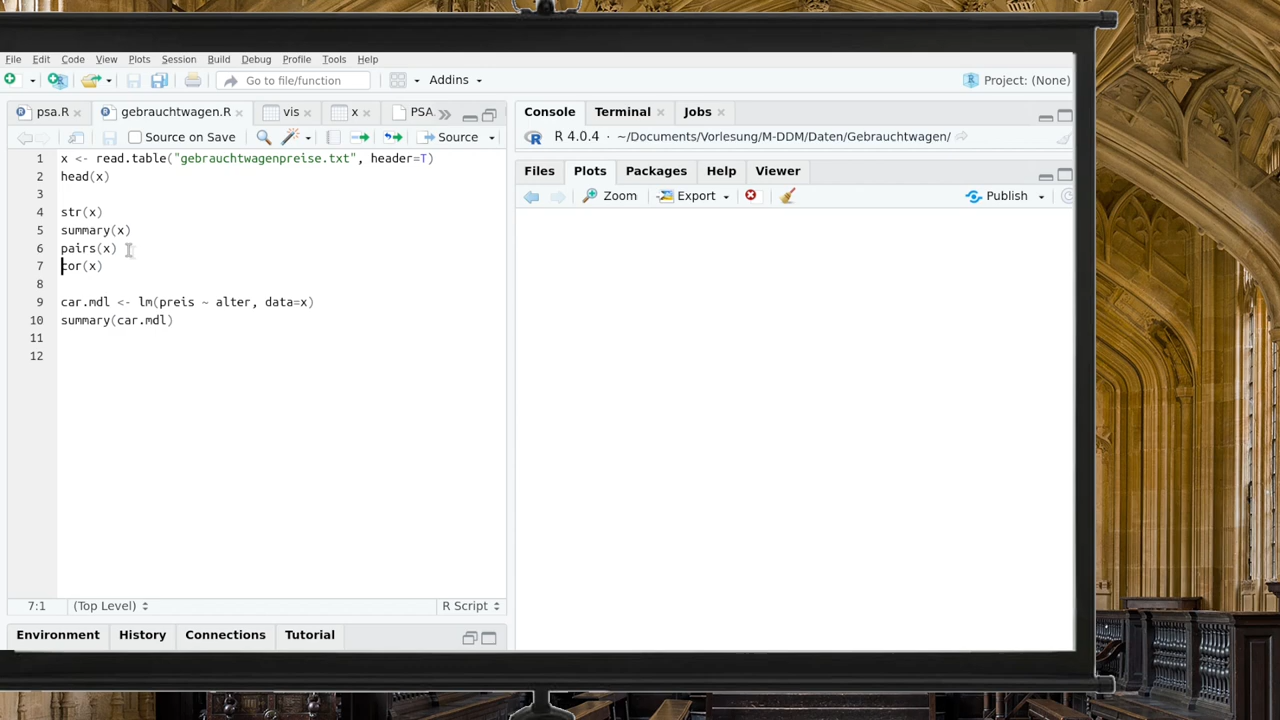 File Edit Code View Plots Session Build Debug Profile Tools Help
Go to file/function Addins Project: (None)
psa.R gebrauchtwagen.R vis x PSA
Source on Save Source
1 x <- read.table("gebrauchtwagenpreise.txt", header=T)
2 head(x)
3
4 str(x)
5 summary(x)
6 pairs(x)
7 cor(x)
8
9 car.mdl <- lm(preis ~ alter, data=x)
10 summary(car.mdl)
11
12
7:1 (Top Level) R Script
Environment History Connections Tutorial
Console Terminal Jobs
R 4.0.4 · ~/Documents/Vorlesung/M-DDM/Daten/Gebrauchtwagen/
Files Plots Packages Help Viewer
Zoom Export Publish